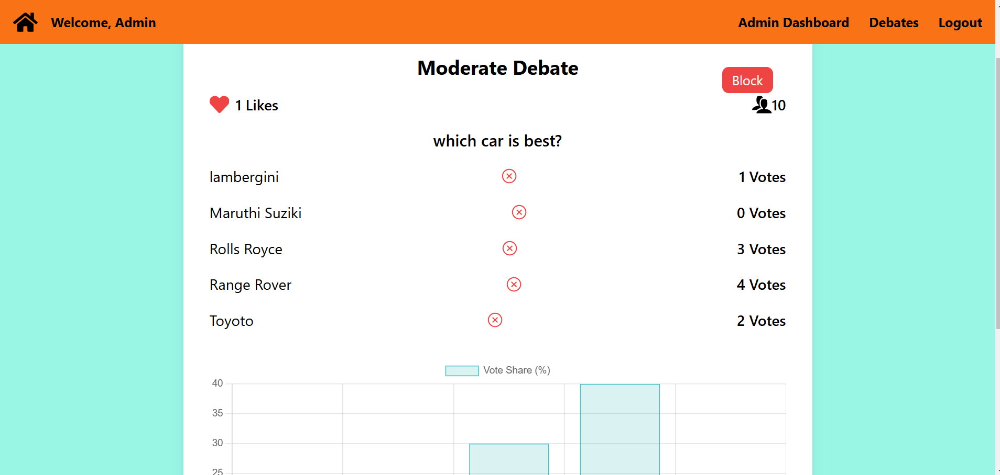 Welcome, Admin Admin Dashboard Debates Logout
Moderate Debate
Block
1 Likes 10
which car is best?
lambergini 1 Votes
Maruthi Suziki 0 Votes
Rolls Royce 3 Votes
Range Rover 4 Votes
Toyoto 2 Votes
Vote Share (%)
40
35
30
25